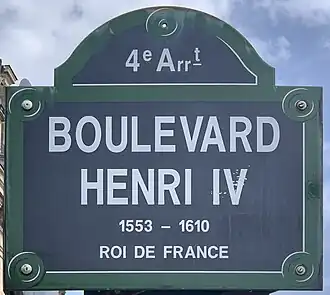 4e Arrt
BOULEVARD
HENRI IV
1553 - 1610
ROI DE FRANCE